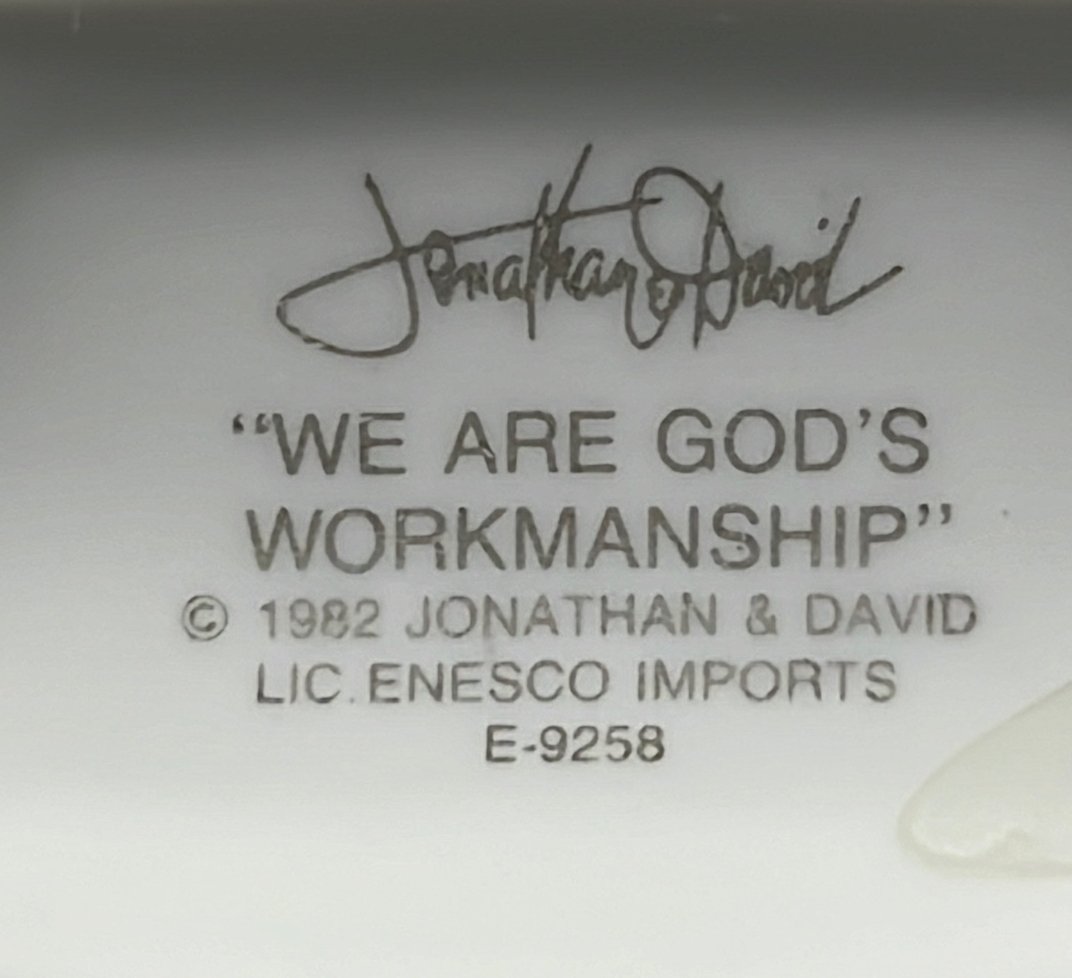 Jonathan & David
“WE ARE GOD’S
WORKMANSHIP”
© 1982 JONATHAN & DAVID
LIC. ENESCO IMPORTS
E-9258